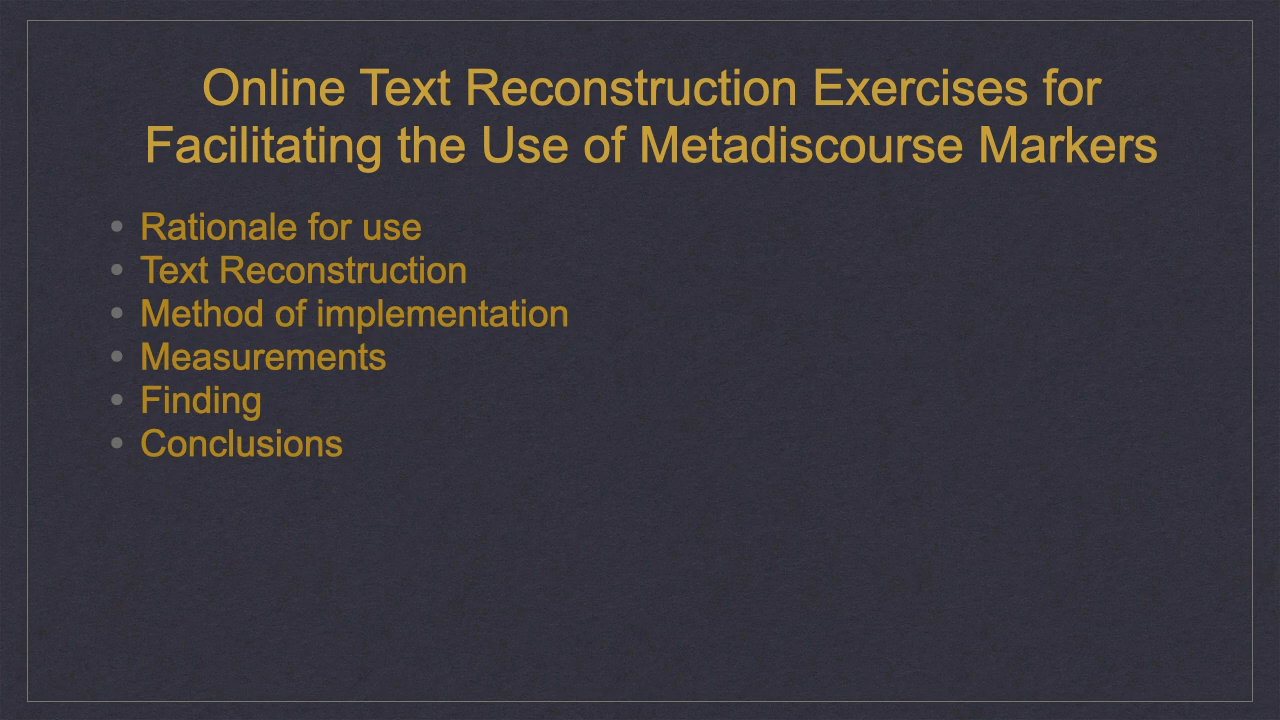 Online Text Reconstruction Exercises for
Facilitating the Use of Metadiscourse Markers
• Rationale for use
• Text Reconstruction
• Method of implementation
• Measurements
• Finding
• Conclusions